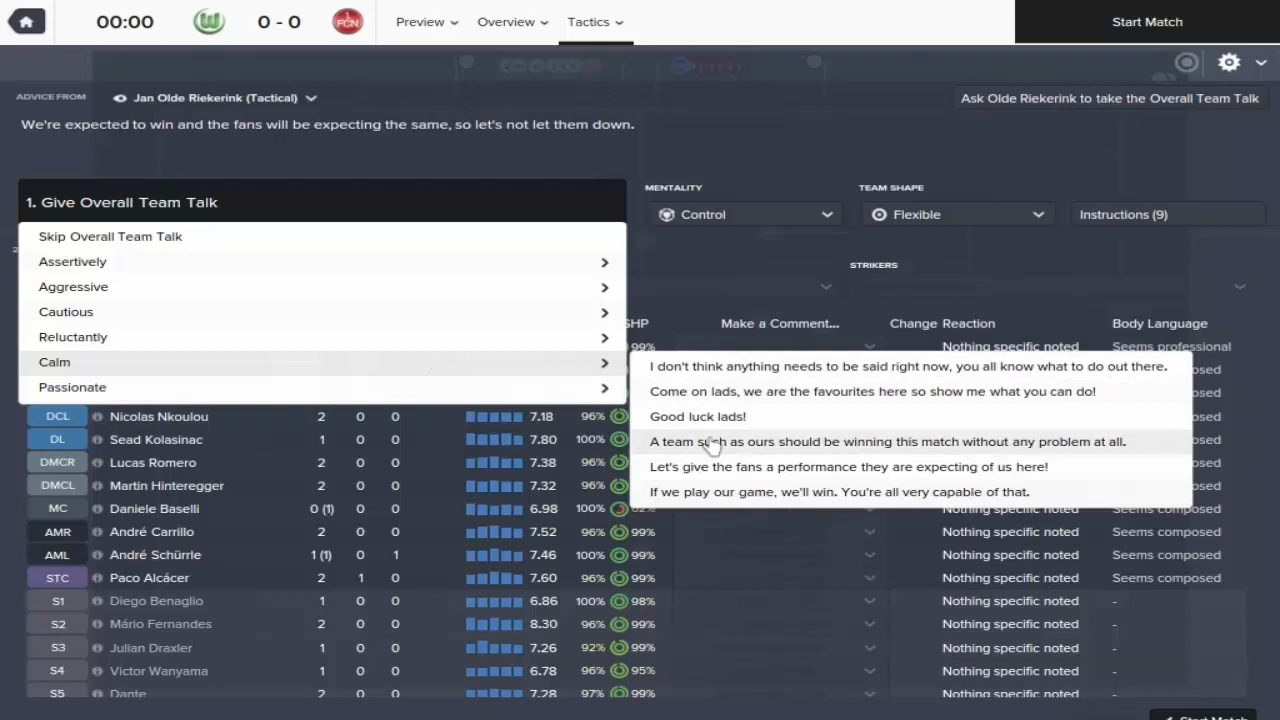 00:00 0 - 0 FCN Preview Overview Tactics Start Match
ADVICE FROM Jan Olde Riekerink (Tactical) Ask Olde Riekerink to take the Overall Team Talk
We're expected to win and the fans will be expecting the same, so let's not let them down.
MENTALITY TEAM SHAPE
1. Give Overall Team Talk Control Flexible Instructions (9)
Skip Overall Team Talk
Assertively
STRIKERS
Aggressive
Cautious
SHP Make a Comment... Change Reaction Body Language
Reluctantly
99% Nothing specific noted Seems professional
Calm
I don't think anything needs to be said right now, you all know what to do out there.
Passionate
Come on lads, we are the favourites here so show me what you can do!
DCL Nicolas Nkoulou 2 0 0 7.18 96% Good luck lads!
DL Sead Kolasinac 1 0 0 7.80 100% A team such as ours should be winning this match without any problem at all.
DMCR Lucas Romero 2 0 0 7.38 96% Let's give the fans a performance they are expecting of us here!
DMCL Martin Hinteregger 2 0 0 7.32 96% If we play our game, we'll win. You're all very capable of that.
MC Daniele Baselli 0 (1) 0 0 6.98 100% 62% Nothing specific noted Seems composed
AMR André Carrillo 2 0 0 7.52 96% 99% Nothing specific noted Seems composed
AML André Schürrle 1 (1) 0 1 7.46 100% 99% Nothing specific noted Seems composed
STC Paco Alcácer 2 1 0 7.60 96% 99% Nothing specific noted Seems composed
S1 Diego Benaglio 1 0 0 6.86 100% 98% Nothing specific noted -
S2 Mário Fernandes 2 0 0 8.30 96% 99% Nothing specific noted -
S3 Julian Draxler 1 0 0 7.26 92% 99% Nothing specific noted -
S4 Victor Wanyama 1 0 0 6.78 96% 95% Nothing specific noted -
S5 Dante 2 0 0 7.28 97% 99% Nothing specific noted -
Start Match